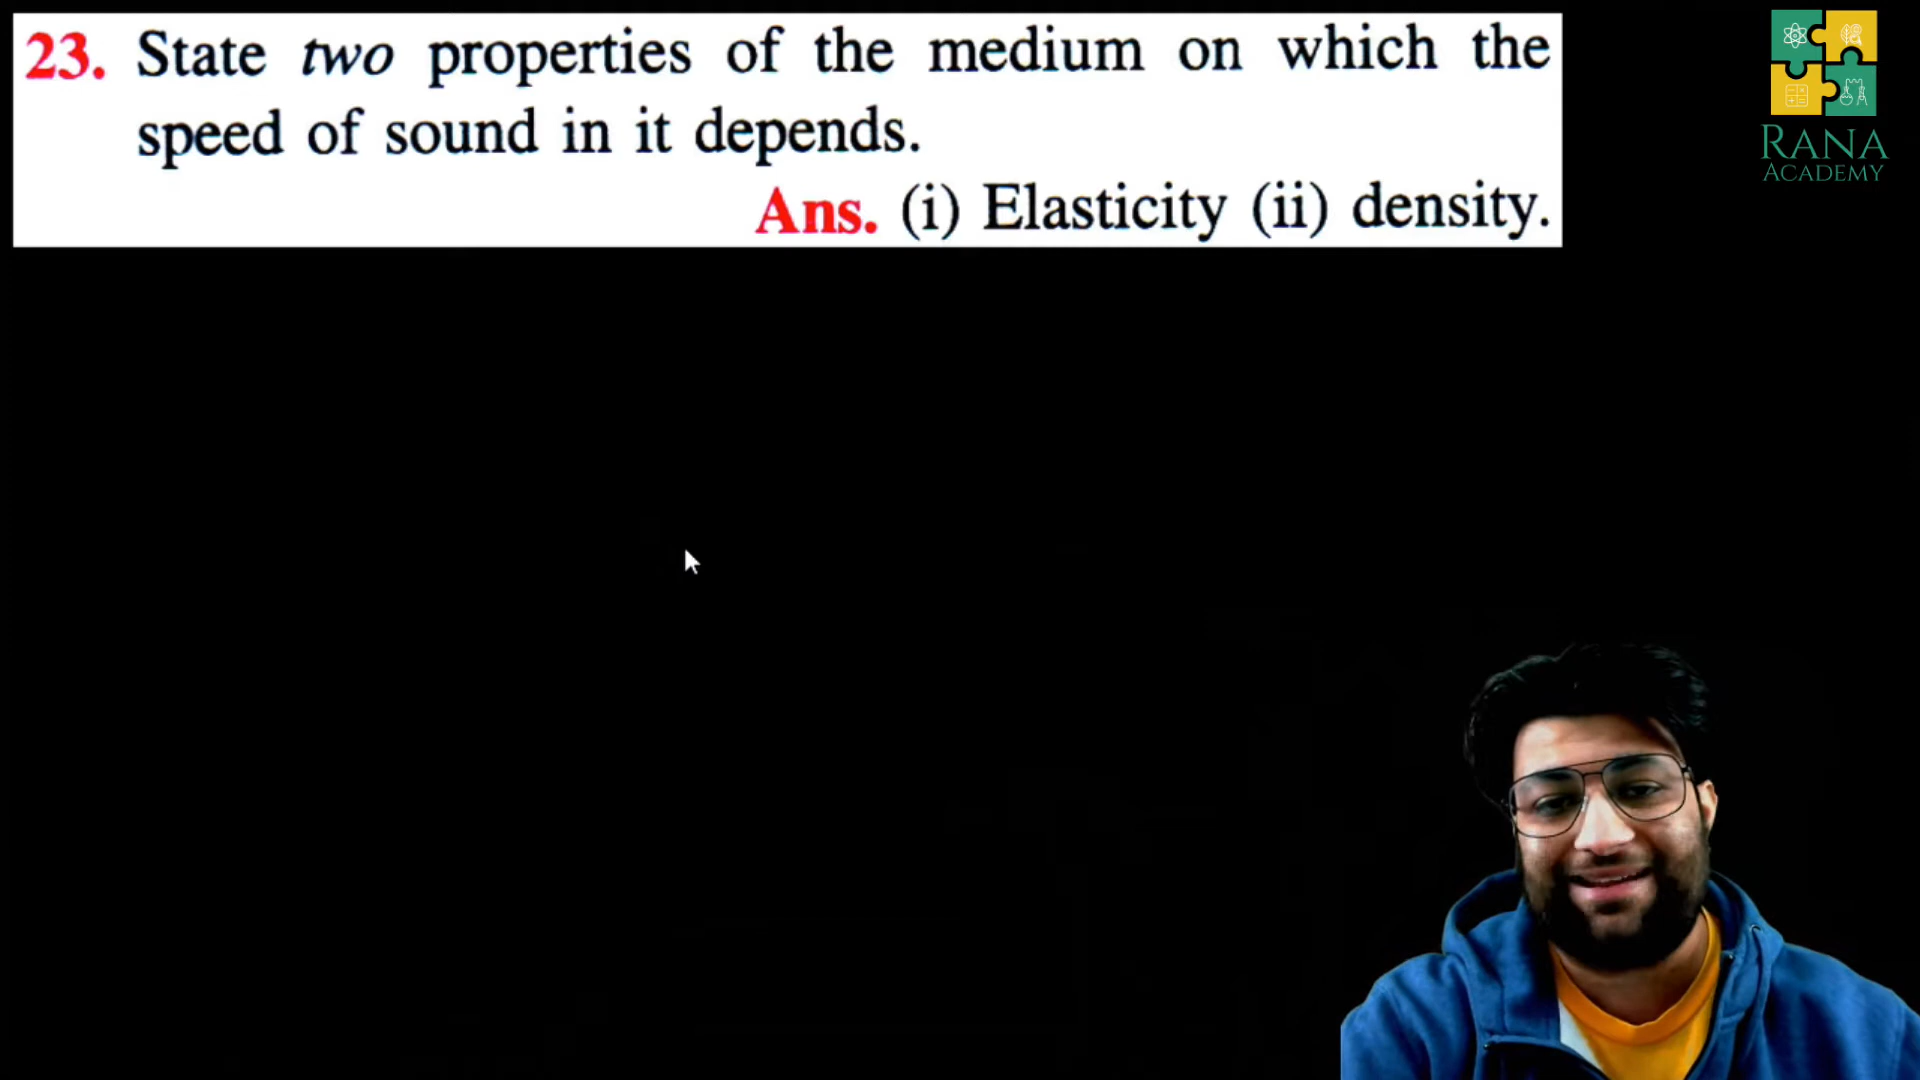 23. State two properties of the medium on which the
speed of sound in it depends.
Ans. (i) Elasticity (ii) density.
RANA
ACADEMY